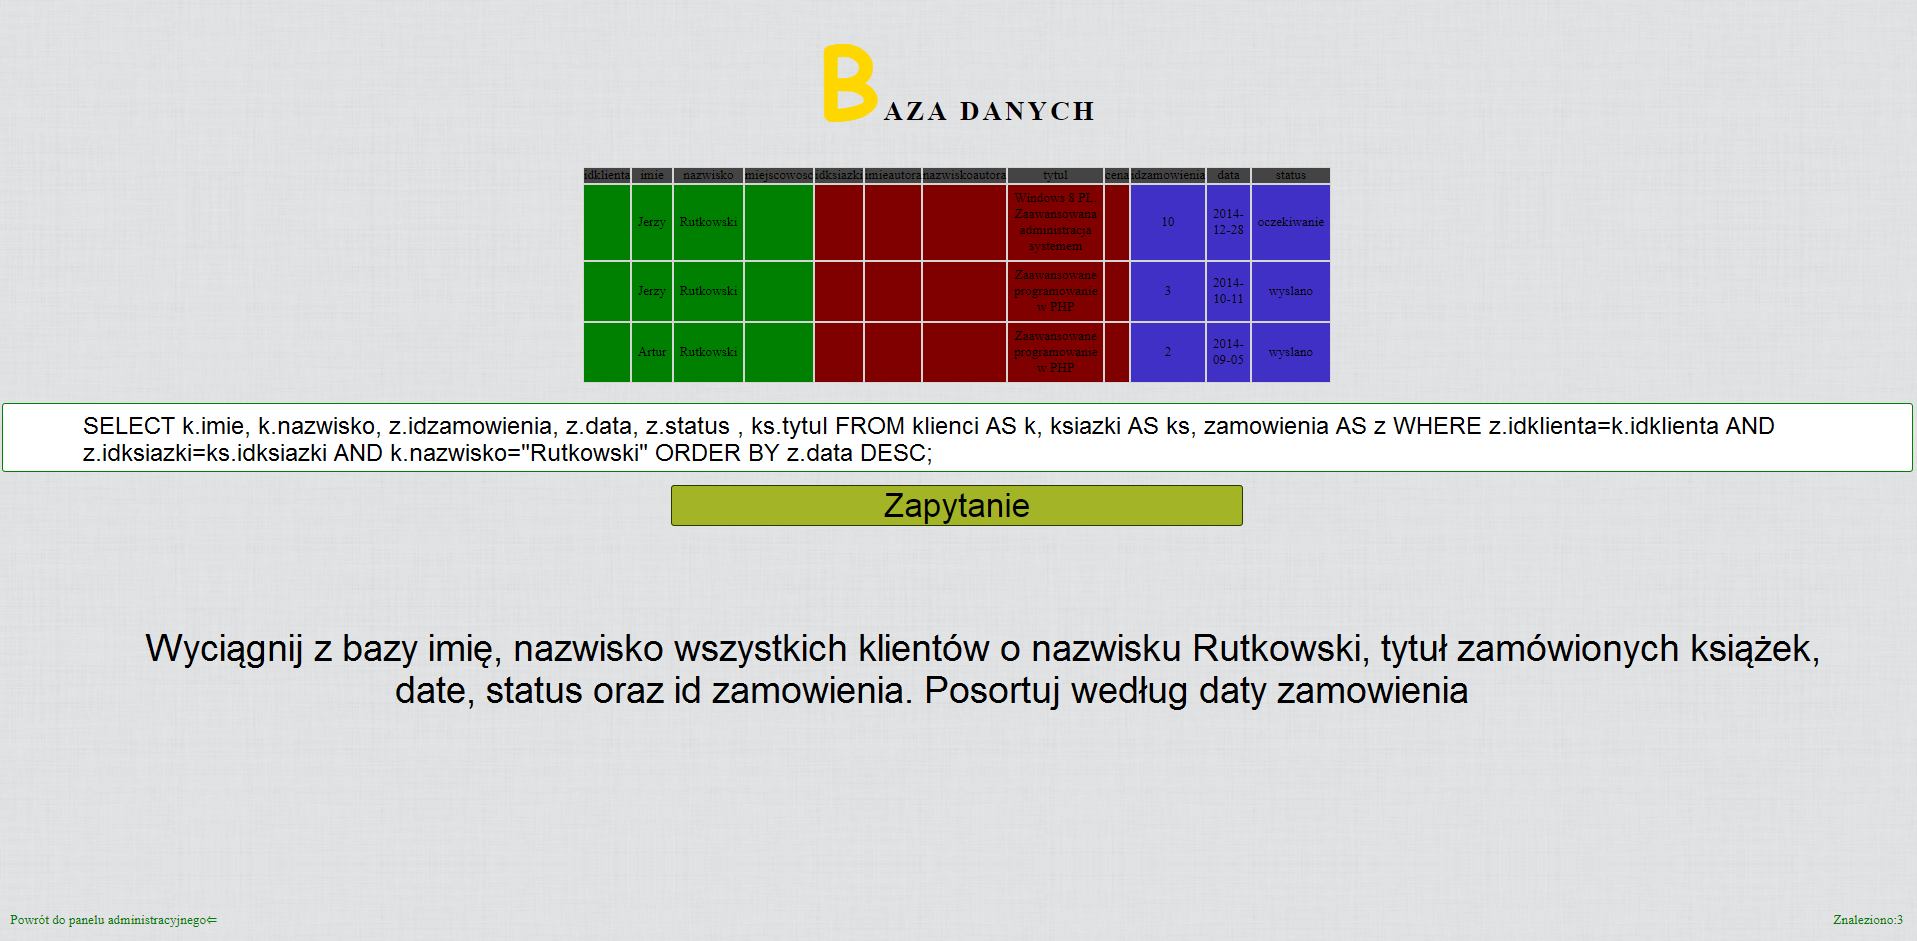 BAZA DANYCH
idklienta imie nazwisko miejscowosc idksiazki imieautora nazwiskoautora tytul cena idzamowienia data status
Jerzy Rutkowski Windows 8 PL. Zaawansowana administracja systemem 10 2014-12-28 oczekiwanie
Jerzy Rutkowski Zaawansowane programowanie w PHP 3 2014-10-11 wyslano
Artur Rutkowski Zaawansowane programowanie w PHP 2 2014-09-05 wyslano
SELECT k.imie, k.nazwisko, z.idzamowienia, z.data, z.status , ks.tytul FROM klienci AS k, ksiazki AS ks, zamowienia AS z WHERE z.idklienta=k.idklienta AND
z.idksiazki=ks.idksiazki AND k.nazwisko="Rutkowski" ORDER BY z.data DESC;
Zapytanie
Wyciągnij z bazy imię, nazwisko wszystkich klientów o nazwisku Rutkowski, tytuł zamówionych książek,
date, status oraz id zamowienia. Posortuj według daty zamowienia
Powrót do panelu administracyjnego⇐
Znaleziono:3